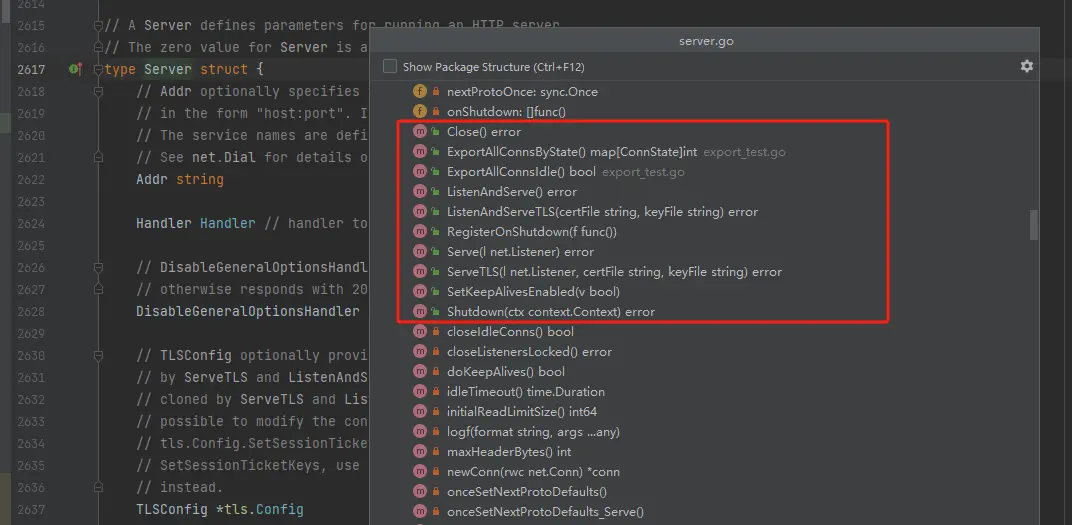 2614
2615 // A Server defines parameters for running an HTTP server
2616 // The zero value for Server is a
2617 type Server struct {
2618 // Addr optionally specifies
2619 // in the form "host:port". I
2620 // The service names are defi
2621 // See net.Dial for details o
2622 Addr string
2623
2624 Handler Handler // handler to
2625
2626 // DisableGeneralOptionsHandl
2627 // otherwise responds with 20
2628 DisableGeneralOptionsHandler
2629
2630 // TLSConfig optionally provi
2631 // by ServeTLS and ListenAndS
2632 // cloned by ServeTLS and Lis
2633 // possible to modify the con
2634 // tls.Config.SetSessionTicke
2635 // SetSessionTicketKeys, use
2636 // instead.
2637 TLSConfig *tls.Config
server.go
Show Package Structure (Ctrl+F12)
f nextProtoOnce: sync.Once
f onShutdown: []func()
m Close() error
m ExportAllConnsByState() map[ConnState]int export_test.go
m ExportAllConnsIdle() bool export_test.go
m ListenAndServe() error
m ListenAndServeTLS(certFile string, keyFile string) error
m RegisterOnShutdown(f func())
m Serve(l net.Listener) error
m ServeTLS(l net.Listener, certFile string, keyFile string) error
m SetKeepAlivesEnabled(v bool)
m Shutdown(ctx context.Context) error
m closeIdleConns() bool
m closeListenersLocked() error
m doKeepAlives() bool
m idleTimeout() time.Duration
m initialReadLimitSize() int64
m logf(format string, args ...any)
m maxHeaderBytes() int
m newConn(rwc net.Conn) *conn
m onceSetNextProtoDefaults()
m onceSetNextProtoDefaults_Serve()